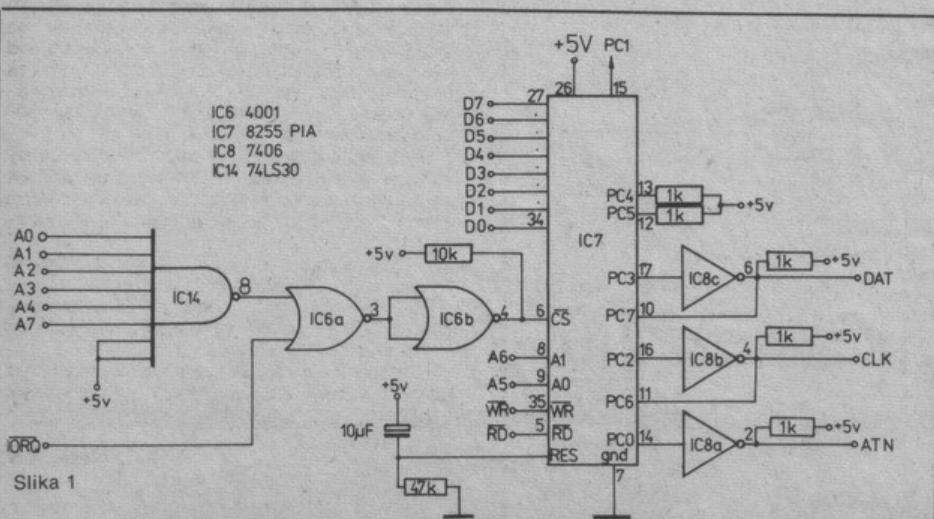 IC6 4001
IC7 8255 PIA
IC8 7406
IC14 74LS30
+5V
PC1
26
15
D7
27
D6
D5
D4
D3
D2
D1
D0
34
IC7
PC4
13
1k
PC5
12
1k
+5v
A0
A1
A2
A3
A4
A7
+5v
IC14
8
IC6a
3
IC6b
4
+5v
10k
6
CS
A6
8
A1
A5
9
A0
WR
35
WR
RD
5
RD
RES
gnd
7
+5v
10µF
47k
PC3
17
IC8c
6
1k
+5v
DAT
PC7
10
PC2
16
IC8b
4
1k
+5v
CLK
PC6
11
PC0
14
IC8a
2
1k
+5v
ATN
IORQ
Slika 1